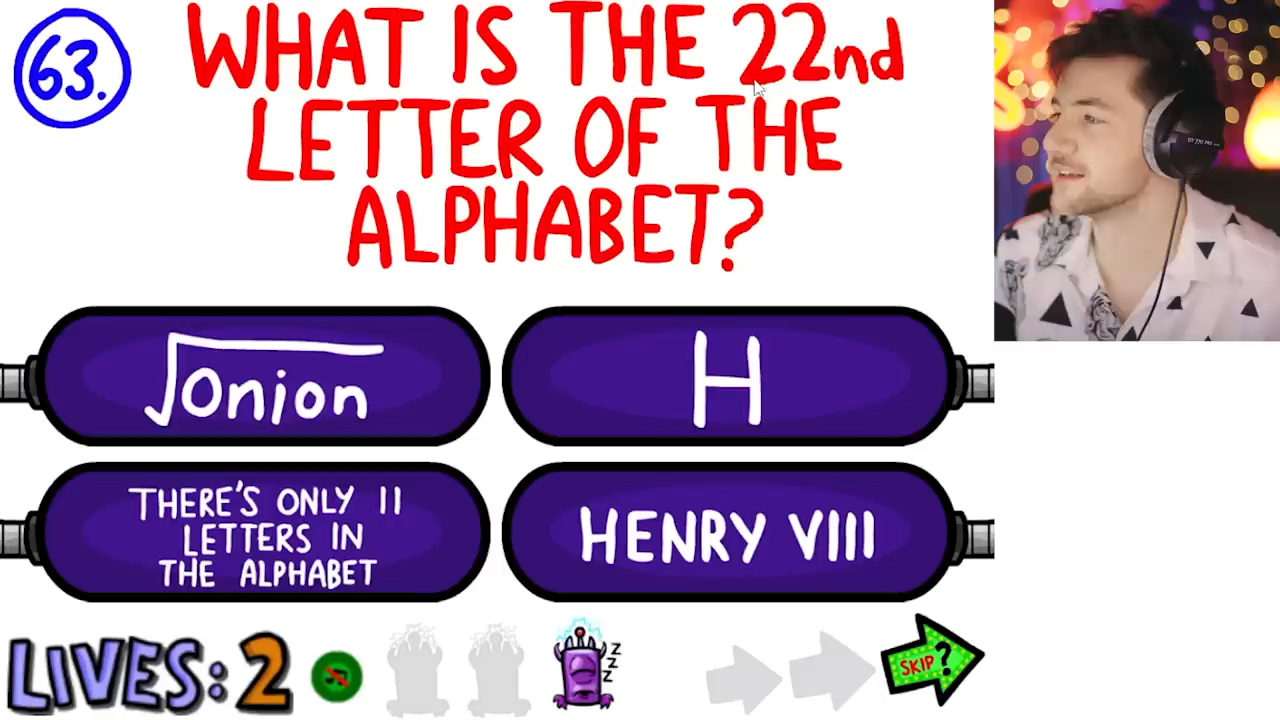 63.
WHAT IS THE 22nd
LETTER OF THE
ALPHABET?
√Onion
H
THERE'S ONLY 11
LETTERS IN
THE ALPHABET
HENRY VIII
LIVES: 2
z
z
z
SKIP?